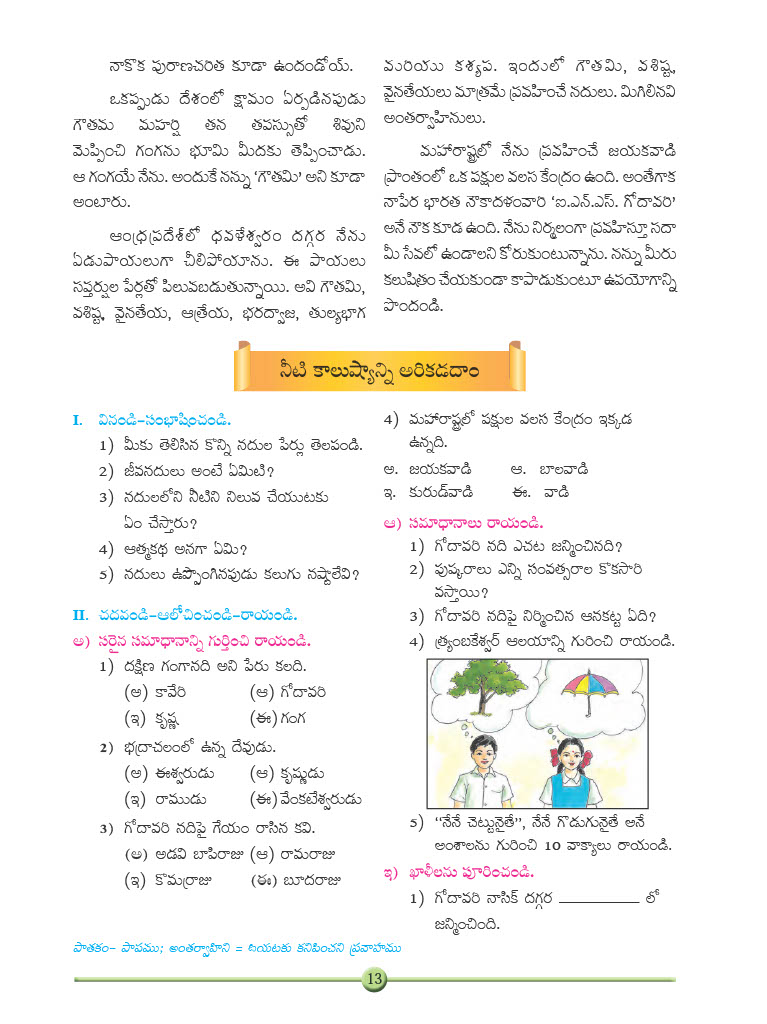 నాకొక పురాణచరిత కూడా ఉందండోయ్.
ఒకప్పుడు దేశంలో క్షామం ఏర్పడినపుడు
గౌతమ మహర్షి తన తపస్సుతో శివుని
మెప్పించి గంగను భూమి మీదకు తెప్పించాడు.
ఆ గంగయే నేను. అందుకే నన్ను ‘గౌతమి’ అని కూడా
అంటారు.
ఆంధ్రప్రదేశ్‌లో ధవళేశ్వరం దగ్గర నేను
ఏడుపాయలుగా చీలిపోయాను. ఈ పాయలు
సప్తర్షుల పేర్లతో పిలువబడుతున్నాయి. అవి గౌతమి,
వశిష్ట, వైనతేయ, ఆత్రేయ, భరద్వాజ, తుల్యభాగ
మరియు కశ్యప. ఇందులో గౌతమి, వశిష్ట,
వైనతేయలు మాత్రమే ప్రవహించే నదులు. మిగిలినవి
అంతర్వాహినులు.
మహారాష్ట్రలో నేను ప్రవహించే జయకవాడి
ప్రాంతంలో ఒక పక్షుల వలస కేంద్రం ఉంది. అంతేగాక
నాపేర భారత నౌకాదళంవారి ‘ఐ.ఎన్.ఎస్. గోదావరి’
అనే నౌక కూడ ఉంది. నేను నిర్మలంగా ప్రవహిస్తూ సదా
మీ సేవలో ఉండాలని కోరుకుంటున్నాను. నన్ను మీరు
కలుషితం చేయకుండా కాపాడుకుంటూ ఉపయోగాన్ని
పొందండి.
నీటి కాలుష్యాన్ని అరికడదాం
I. వినండి-సంభాషించండి.
1) మీకు తెలిసిన కొన్ని నదుల పేర్లు తెలపండి.
2) జీవనదులు అంటే ఏమిటి?
3) నదులలోని నీటిని నిలువ చేయుటకు
ఏం చేస్తారు?
4) ఆత్మకథ అనగా ఏమి?
5) నదులు ఉప్పొంగినపుడు కలుగు నష్టాలేవి?
II. చదవండి-ఆలోచించండి-రాయండి.
అ) సరైన సమాధానాన్ని గుర్తించి రాయండి.
1) దక్షిణ గంగానది అని పేరు కలది.
(అ) కావేరి (ఆ) గోదావరి
(ఇ) కృష్ణ (ఈ) గంగ
2) భద్రాచలంలో ఉన్న దేవుడు.
(అ) ఈశ్వరుడు (ఆ) కృష్ణుడు
(ఇ) రాముడు (ఈ) వేంకటేశ్వరుడు
3) గోదావరి నదిపై గేయం రాసిన కవి.
(అ) అడవి బాపిరాజు (ఆ) రామరాజు
(ఇ) కొమర్రాజు (ఈ) బూదరాజు
4) మహారాష్ట్రలో పక్షుల వలస కేంద్రం ఇక్కడ
ఉన్నది.
అ. జయకవాడి ఆ. బాలవాడి
ఇ. కురుడ్‌వాడి ఈ. వాడి
ఆ) సమాధానాలు రాయండి.
1) గోదావరి నది ఎచట జన్మించినది?
2) పుష్కరాలు ఎన్ని సంవత్సరాల కొకసారి
వస్తాయి?
3) గోదావరి నదిపై నిర్మించిన ఆనకట్ట ఏది?
4) త్ర్యంబకేశ్వర్ ఆలయాన్ని గురించి రాయండి.
5) “నేనే చెట్టునైతే”, నేనే గొడుగునైతే అనే
అంశాలను గురించి 10 వాక్యాలు రాయండి.
ఇ) ఖాళీలను పూరించండి.
1) గోదావరి నాసిక్ దగ్గర __________ లో
జన్మించింది.
పాతకం- పాపము; అంతర్వాహిని = బయటకు కనిపించని ప్రవాహము
13